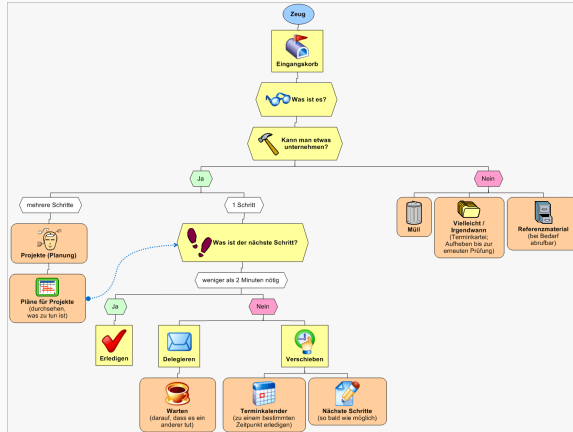 Zeug
Eingangskorb
Was ist es?
Kann man etwas
unternehmen?
Ja
Nein
mehrere Schritte
1 Schritt
Projekte (Planung)
Pläne für Projekte
(durchsehen,
was zu tun ist)
Was ist der nächste Schritt?
Müll
Vielleicht /
Irgendwann
(Terminkartei;
Aufheben bis zur
erneuten Prüfung)
Referenzmaterial
(bei Bedarf
abrufbar)
weniger als 2 Minuten nötig
Ja
Nein
Erledigen
Delegieren
Verschieben
Warten
(darauf, dass es ein
anderer tut)
Terminkalender
(zu einem bestimmten
Zeitpunkt erledigen)
Nächste Schritte
(so bald wie möglich)